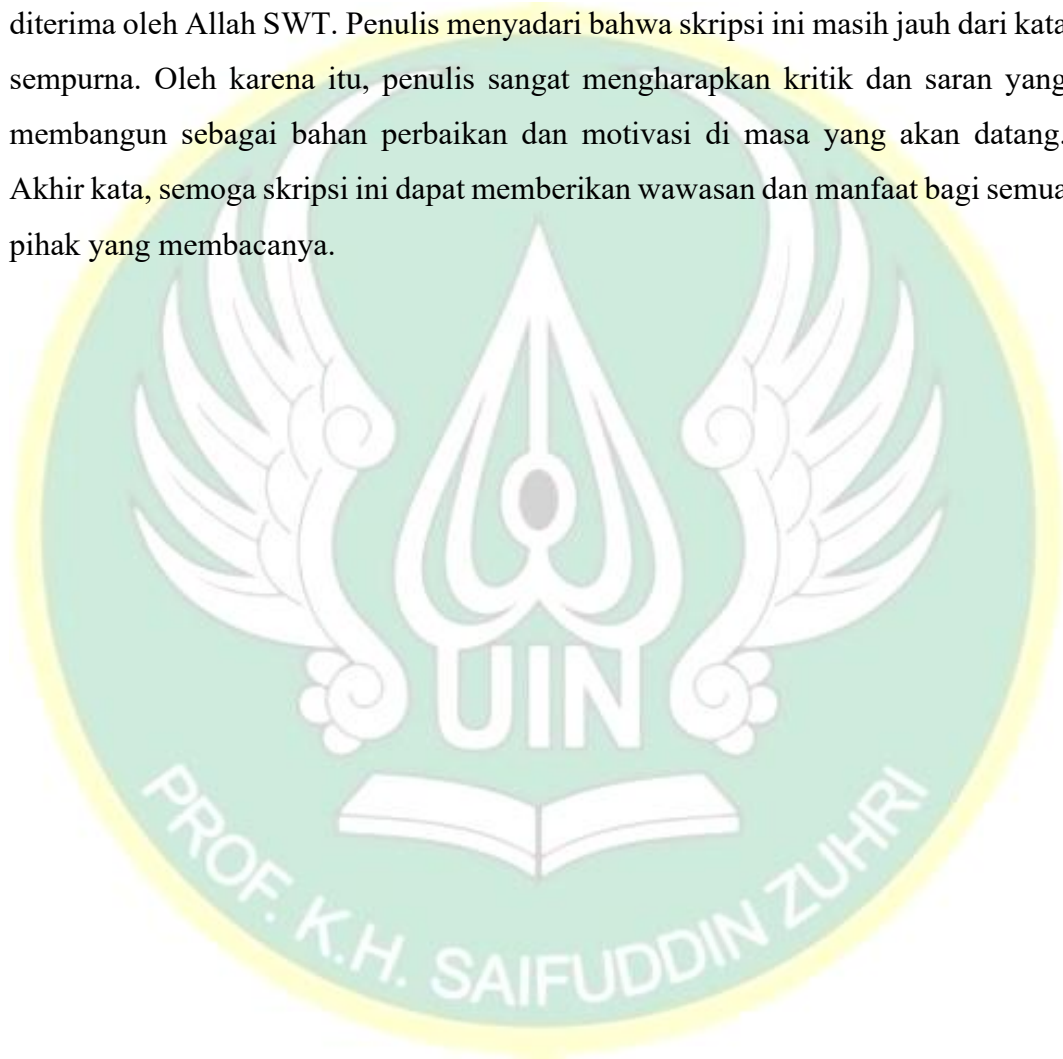 diterima oleh Allah SWT. Penulis menyadari bahwa skripsi ini masih jauh dari kata
sempurna. Oleh karena itu, penulis sangat mengharapkan kritik dan saran yang
membangun sebagai bahan perbaikan dan motivasi di masa yang akan datang.
Akhir kata, semoga skripsi ini dapat memberikan wawasan dan manfaat bagi semua
pihak yang membacanya.
UIN
PROF. K.H. SAIFUDDIN ZUHRI